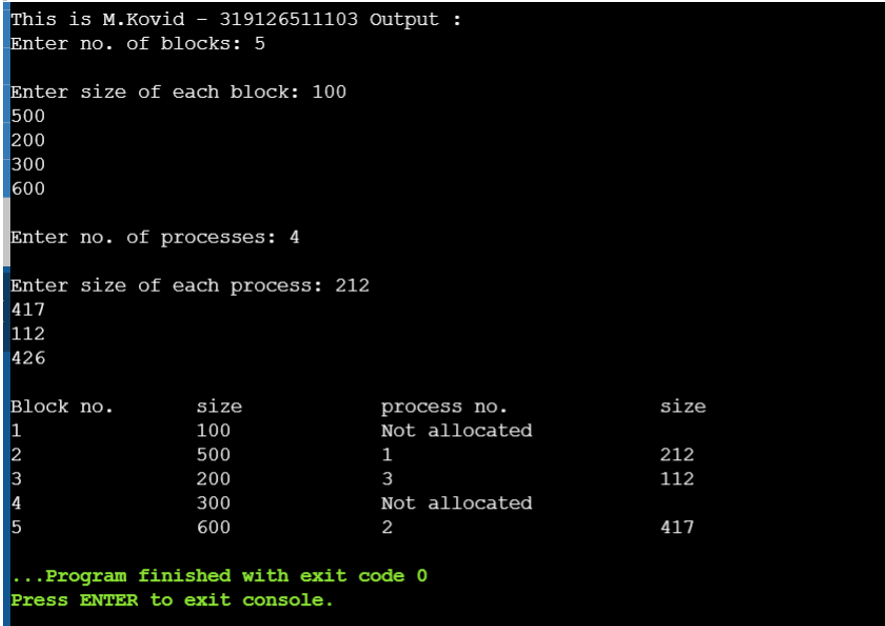 This is M.Kovid - 319126511103 Output :
Enter no. of blocks: 5
Enter size of each block: 100
500
200
300
600
Enter no. of processes: 4
Enter size of each process: 212
417
112
426
Block no. size process no. size
1 100 Not allocated
2 500 1 212
3 200 3 112
4 300 Not allocated
5 600 2 417
...Program finished with exit code 0
Press ENTER to exit console.